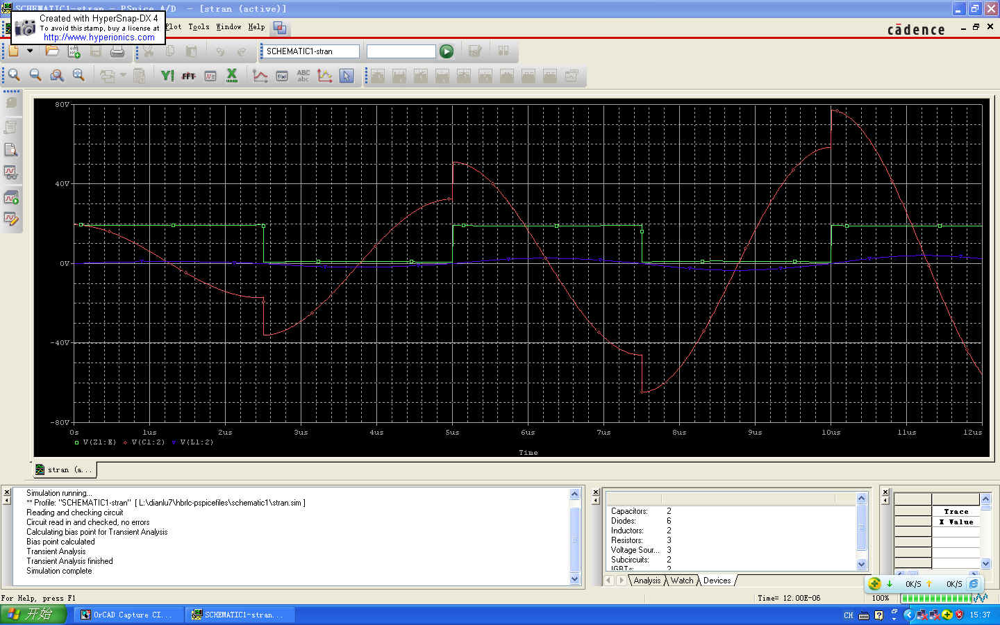 SCHEMATIC1-stran - PSpice A/D - [stran (active)]
Created with HyperSnap-DX 4
To avoid this stamp, buy a license at
http://www.hyperionics.com
Plot Tools Window Help
cādence
SCHEMATIC1-stran
Y! FFT f(x) ABC abc
80V
40V
0V
-40V
-80V
0s 1us 2us 3us 4us 5us 6us 7us 8us 9us 10us 11us 12us
V(Z1:E) V(C1:2) V(L1:2)
Time
stran (a...
Simulation running...
** Profile: "SCHEMATIC1-stran" [ L:\dianlu7\hbrlc-pspicefiles\schematic1\stran.sim ]
Reading and checking circuit
Circuit read in and checked, no errors
Calculating bias point for Transient Analysis
Bias point calculated
Transient Analysis
Transient Analysis finished
Simulation complete
Capacitors: 2
Diodes: 6
Inductors: 2
Resistors: 3
Voltage Sour... 3
Subcircuits: 2
IGBTs: 2
Analysis Watch Devices
Trace
X Value
0K/S 0K/S
For Help, press F1
Time= 12.00E-06 100%
开始
OrCAD Capture CI...
SCHEMATIC1-stran...
CH
15:37